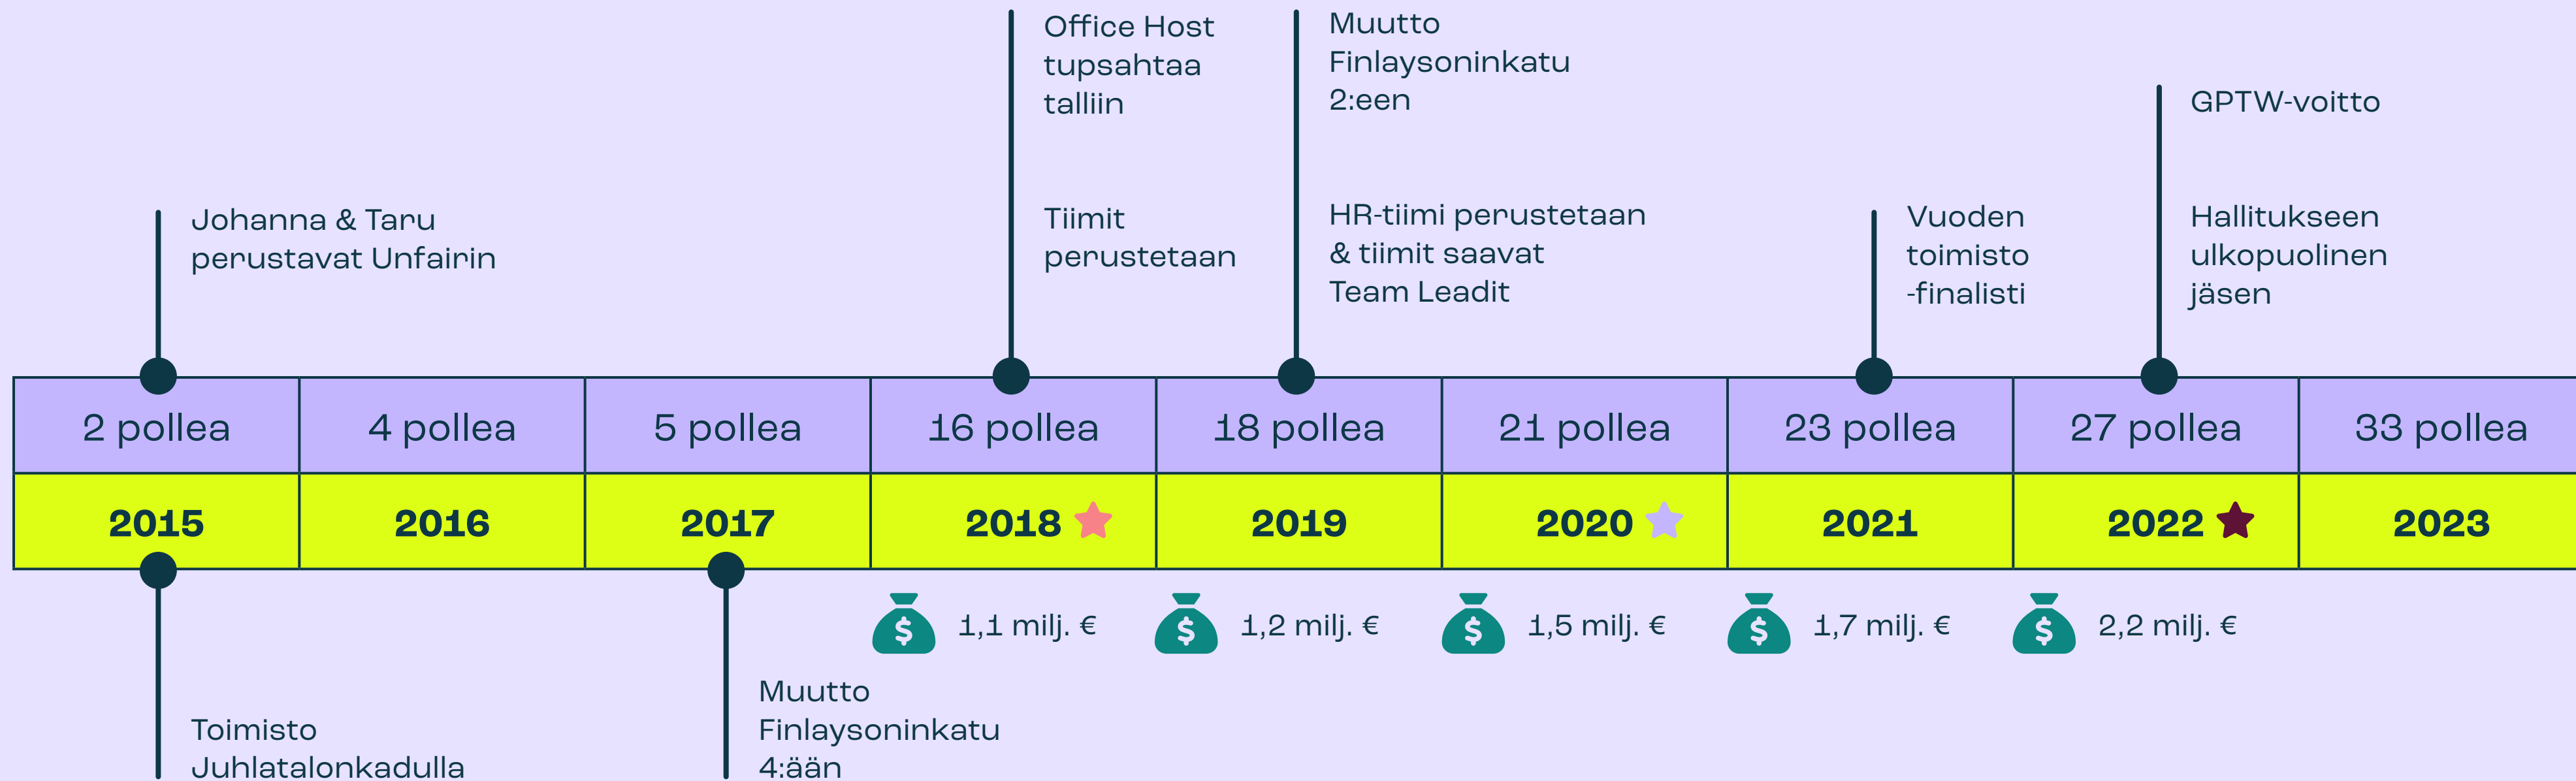 Office Host
tupsahtaa
talliin
Tiimit
perustetaan
Muutto
Finlaysoninkatu
2:een
HR-tiimi perustetaan
& tiimit saavat
Team Leadit
GPTW-voitto
Hallitukseen
ulkopuolinen
jäsen
Johanna & Taru
perustavat Unfairin
Vuoden
toimisto
-finalisti
2 pollea
4 pollea
5 pollea
16 pollea
18 pollea
21 pollea
23 pollea
27 pollea
33 pollea
2015
2016
2017
2018
2019
2020
2021
2022
2023
$ 1,1 milj. €
$ 1,2 milj. €
$ 1,5 milj. €
$ 1,7 milj. €
$ 2,2 milj. €
Toimisto
Juhlatalonkadulla
Muutto
Finlaysoninkatu
4:ään